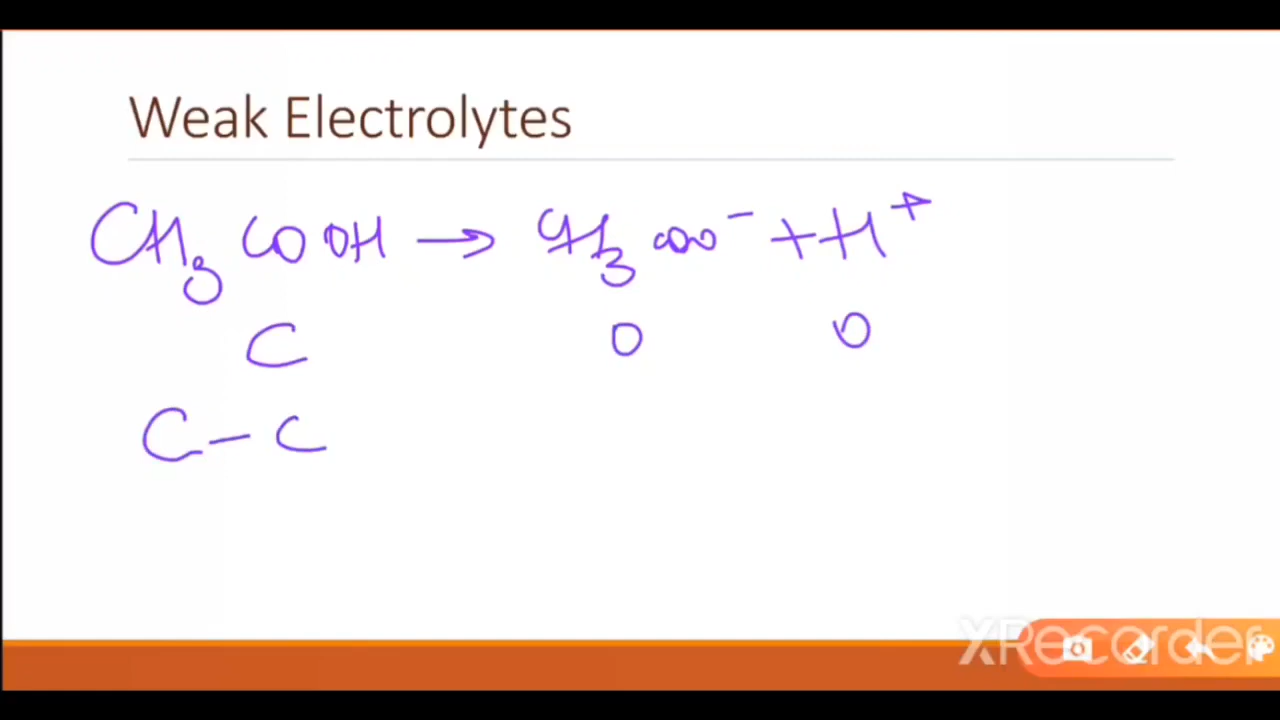 Weak Electrolytes
CH₃COOH → CH₃COO⁻ + H⁺
C 0 0
C - C
XRecorder